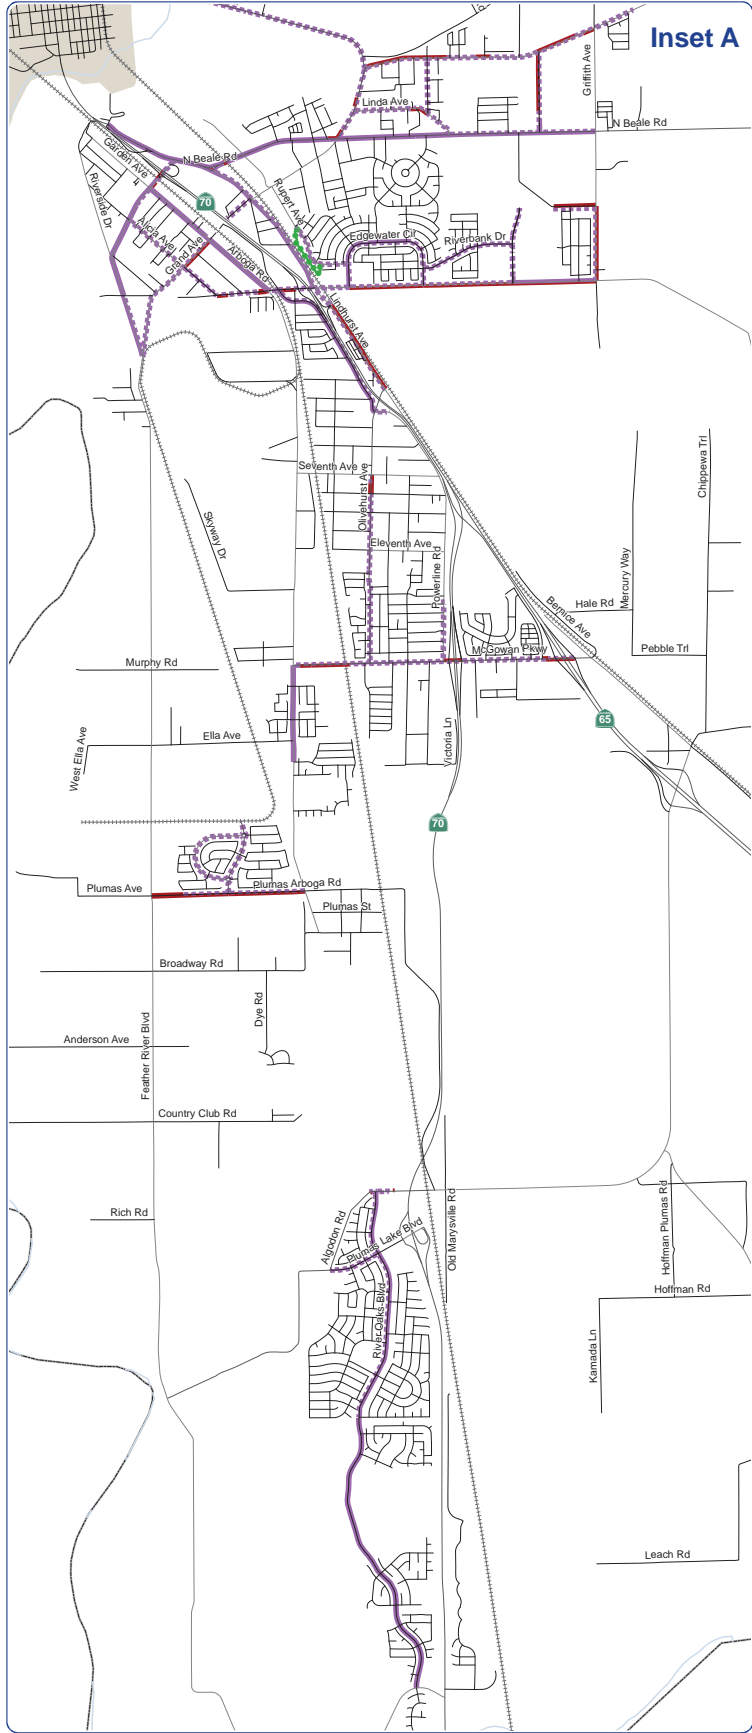 Inset A
Griffith Ave
Linda Ave
N Beale Rd
Garden Ave
N Beale Rd
Riverside Dr
70
Rupert Ave
Alicia Ave
Grand Ave
Arboga Rd
Edgewater Cir
Riverbank Dr
Lindhurst Ave
Seventh Ave
Olivehurst Ave
Chippewa Trl
Skyway Dr
Eleventh Ave
Powerline Rd
Mercury Way
Bernice Ave
Hale Rd
McGowan Pkwy
Pebble Trl
Murphy Rd
65
Ella Ave
West Ella Ave
Victoria Ln
70
Plumas Ave
Plumas Arboga Rd
Plumas St
Broadway Rd
Dye Rd
Anderson Ave
Feather River Blvd
Country Club Rd
Rich Rd
Algodon Rd
Plumas Lake Blvd
Old Marysville Rd
Hoffman Plumas Rd
Hoffman Rd
River Oaks Blvd
Kamada Ln
Leach Rd